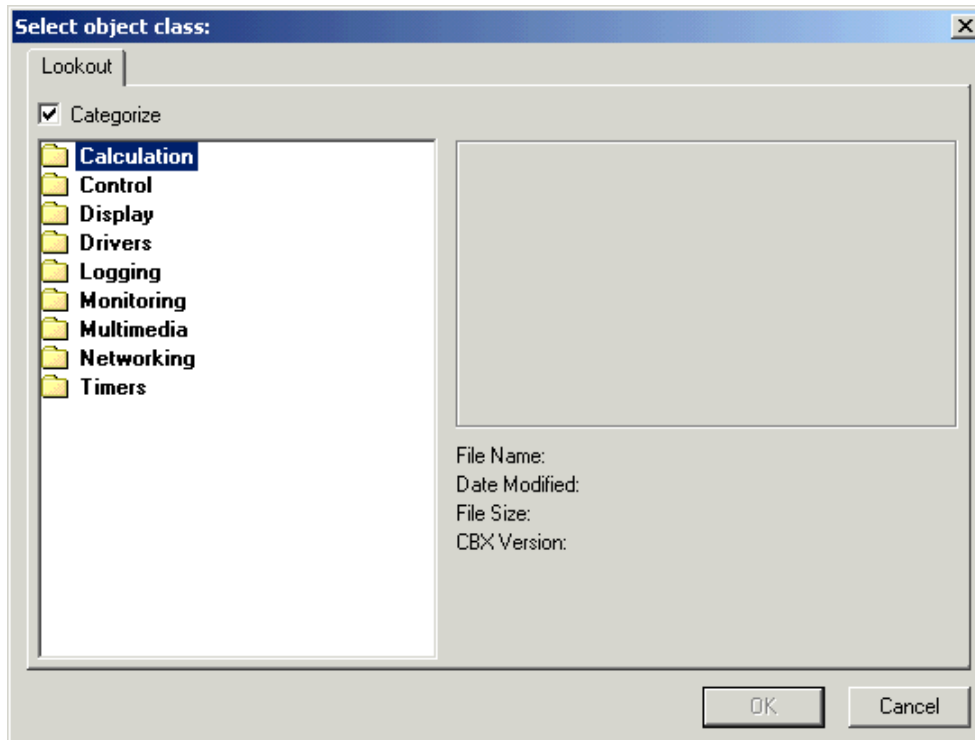 Select object class:
Lookout
Categorize
Calculation
Control
Display
Drivers
Logging
Monitoring
Multimedia
Networking
Timers
File Name:
Date Modified:
File Size:
CBX Version:
OK
Cancel